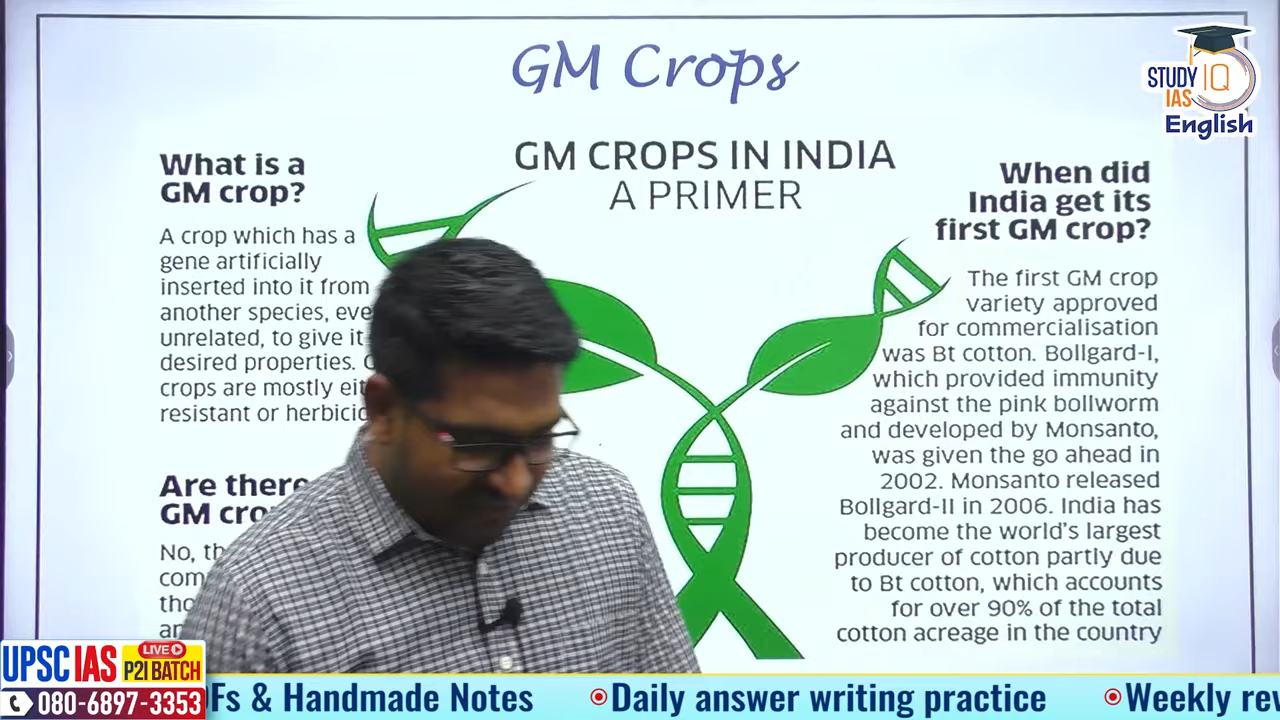 GM Crops
STUDY IQ
IAS
English
GM CROPS IN INDIA
A PRIMER
What is a
GM crop?
A crop which has a
gene artificially
inserted into it from
another species,
unrelated, to give it
desired properties.
crops are mostly
resistant or
Are there
GM
No,
When did
India get its
first GM crop?
The first GM crop
variety approved
for commercialisation
was Bt cotton. Bollgard-I,
which provided immunity
against the pink bollworm
and developed by Monsanto,
was given the go ahead in
2002. Monsanto released
Bollgard-II in 2006. India has
become the world's largest
producer of cotton partly due
to Bt cotton, which accounts
for over 90% of the total
cotton acreage in the country
UPSC IAS LIVE
P2I BATCH
080-6897-3353
& Handmade Notes Daily answer writing practice Weekly